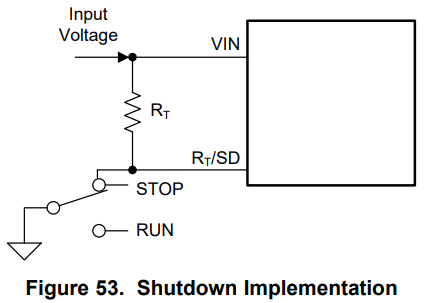 Input
Voltage
VIN
RT
RT/SD
STOP
RUN
Figure 53. Shutdown Implementation